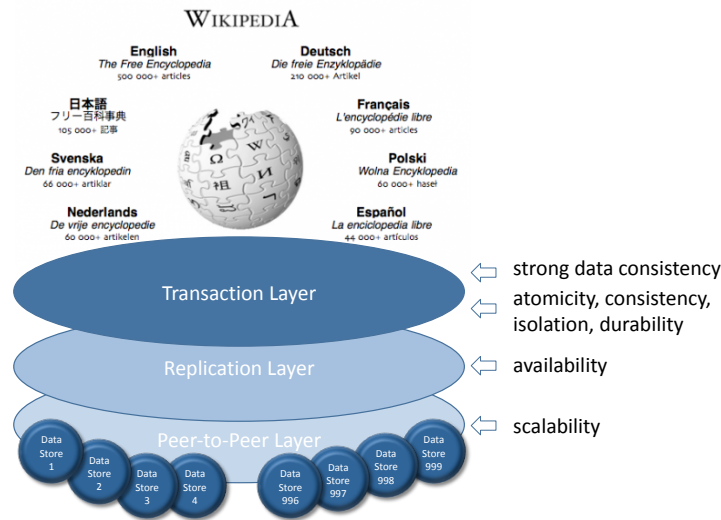 WIKIPEDIA
English
The Free Encyclopedia
500 000+ articles
Deutsch
Die freie Enzyklopädie
210 000+ Artikel
日本語
フリー百科事典
105 000+ 記事
Français
L'encyclopédie libre
90 000+ articles
Svenska
Den fria encyklopedin
66 000+ artiklar
Polski
Wolna Encyklopedia
60 000+ haseł
Nederlands
De vrije encyclopedie
60 000+ artikelen
Español
La enciclopedia libre
44 000+ artículos
Ω
W
И
祖
Transaction Layer
strong data consistency
atomicity, consistency,
isolation, durability
Replication Layer
availability
Peer-to-Peer Layer
scalability
Data
Store
1
Data
Store
2
Data
Store
3
Data
Store
4
Data
Store
996
Data
Store
997
Data
Store
998
Data
Store
999